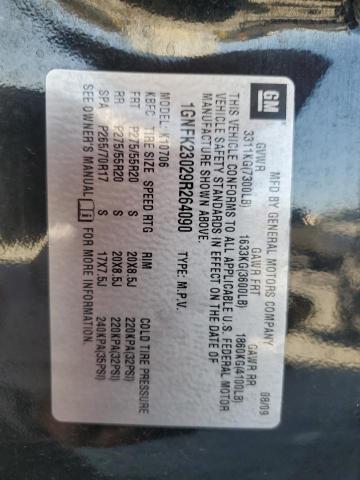 GM
MFD BY GENERAL MOTORS COMPANY 08/09
GVWR GAWR FRT GAWR RR
3311KG(7300LB) 1633KG(3600LB) 1860KG(4100LB)
THIS VEHICLE CONFORMS TO ALL APPLICABLE U.S. FEDERAL MOTOR
VEHICLE SAFETY STANDARDS IN EFFECT ON THE DATE OF
MANUFACTURE SHOWN ABOVE.
1GNFK23029R264090 TYPE: M.P.V.
MODEL: K10706
KBFC TIRE SIZE SPEED RTG RIM COLD TIRE PRESSURE
FRT P275/55R20 S 20X8.5J 220KPA(32PSI)
RR P275/55R20 S 20X8.5J 220KPA(32PSI)
SPA P265/70R17 S 17X7.5J 240KPA(35PSI)
SEE OWNER'S MANUAL FOR MORE INFORMATION.